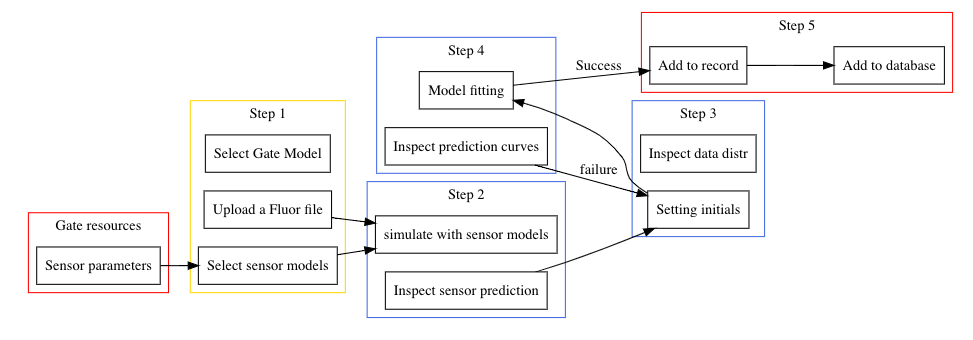 Gate resources
Sensor parameters
Step 1
Select Gate Model
Upload a Fluor file
Select sensor models
Step 2
simulate with sensor models
Inspect sensor prediction
Step 4
Model fitting
Inspect prediction curves
Success
failure
Step 3
Inspect data distr
Setting initials
Step 5
Add to record
Add to database